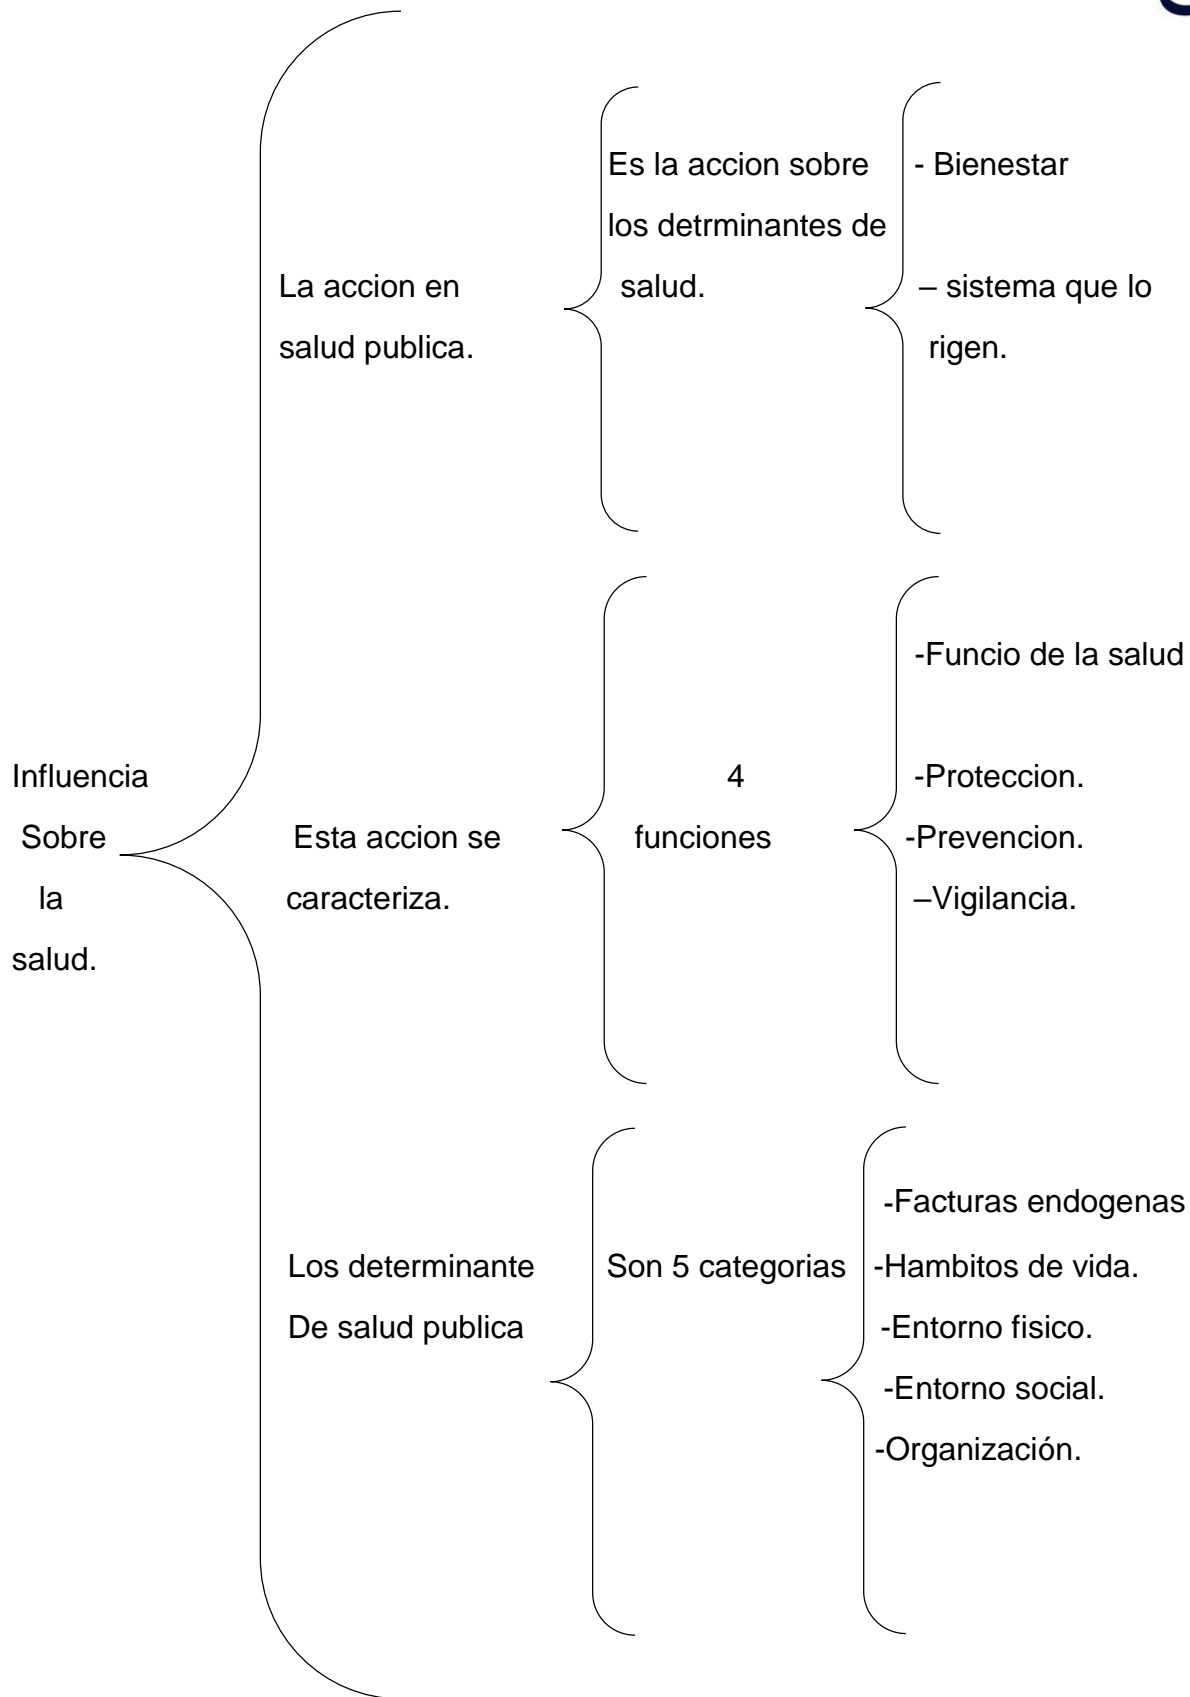 Influencia
Sobre
la
salud.
La accion en
salud publica.
Es la accion sobre
los detrminantes de
salud.
- Bienestar
– sistema que lo
rigen.
Esta accion se
caracteriza.
4
funciones
-Funcio de la salud
-Proteccion.
-Prevencion.
–Vigilancia.
Los determinante
De salud publica
Son 5 categorias
-Facturas endogenas
-Hambitos de vida.
-Entorno fisico.
-Entorno social.
-Organización.